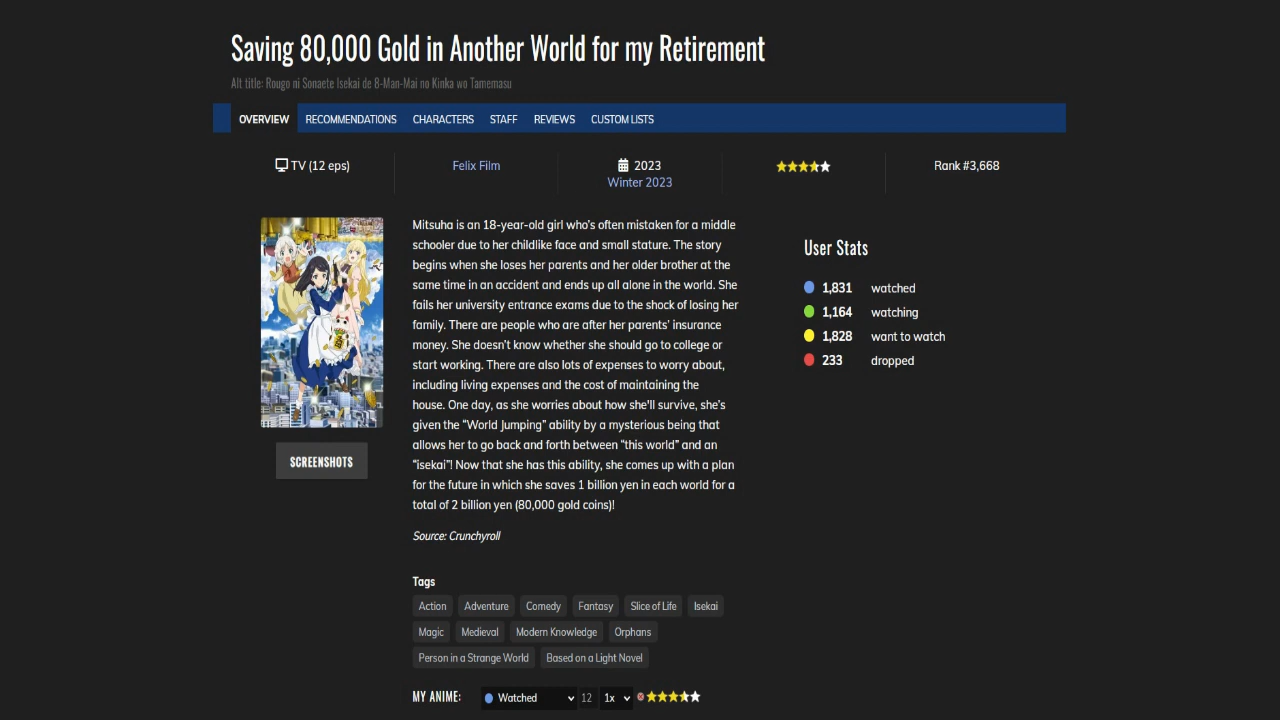 Saving 80,000 Gold in Another World for my Retirement
Alt title: Rougo ni Sonaete Isekai de 8-Man-Mai no Kinka wo Tamemasu
OVERVIEW RECOMMENDATIONS CHARACTERS STAFF REVIEWS CUSTOM LISTS
TV (12 eps) Felix Film 2023 Rank #3,668
Winter 2023
Mitsuha is an 18-year-old girl who's often mistaken for a middle
schooler due to her childlike face and small stature. The story
begins when she loses her parents and her older brother at the
same time in an accident and ends up all alone in the world. She
fails her university entrance exams due to the shock of losing her
family. There are people who are after her parents' insurance
money. She doesn't know whether she should go to college or
start working. There are also lots of expenses to worry about,
including living expenses and the cost of maintaining the
house. One day, as she worries about how she'll survive, she's
given the “World Jumping” ability by a mysterious being that
allows her to go back and forth between “this world” and an
“isekai”! Now that she has this ability, she comes up with a plan
for the future in which she saves 1 billion yen in each world for a
total of 2 billion yen (80,000 gold coins)!
Source: Crunchyroll
SCREENSHOTS
User Stats
1,831 watched
1,164 watching
1,828 want to watch
233 dropped
Tags
Action Adventure Comedy Fantasy Slice of Life Isekai
Magic Medieval Modern Knowledge Orphans
Person in a Strange World Based on a Light Novel
MY ANIME: Watched 12 1x